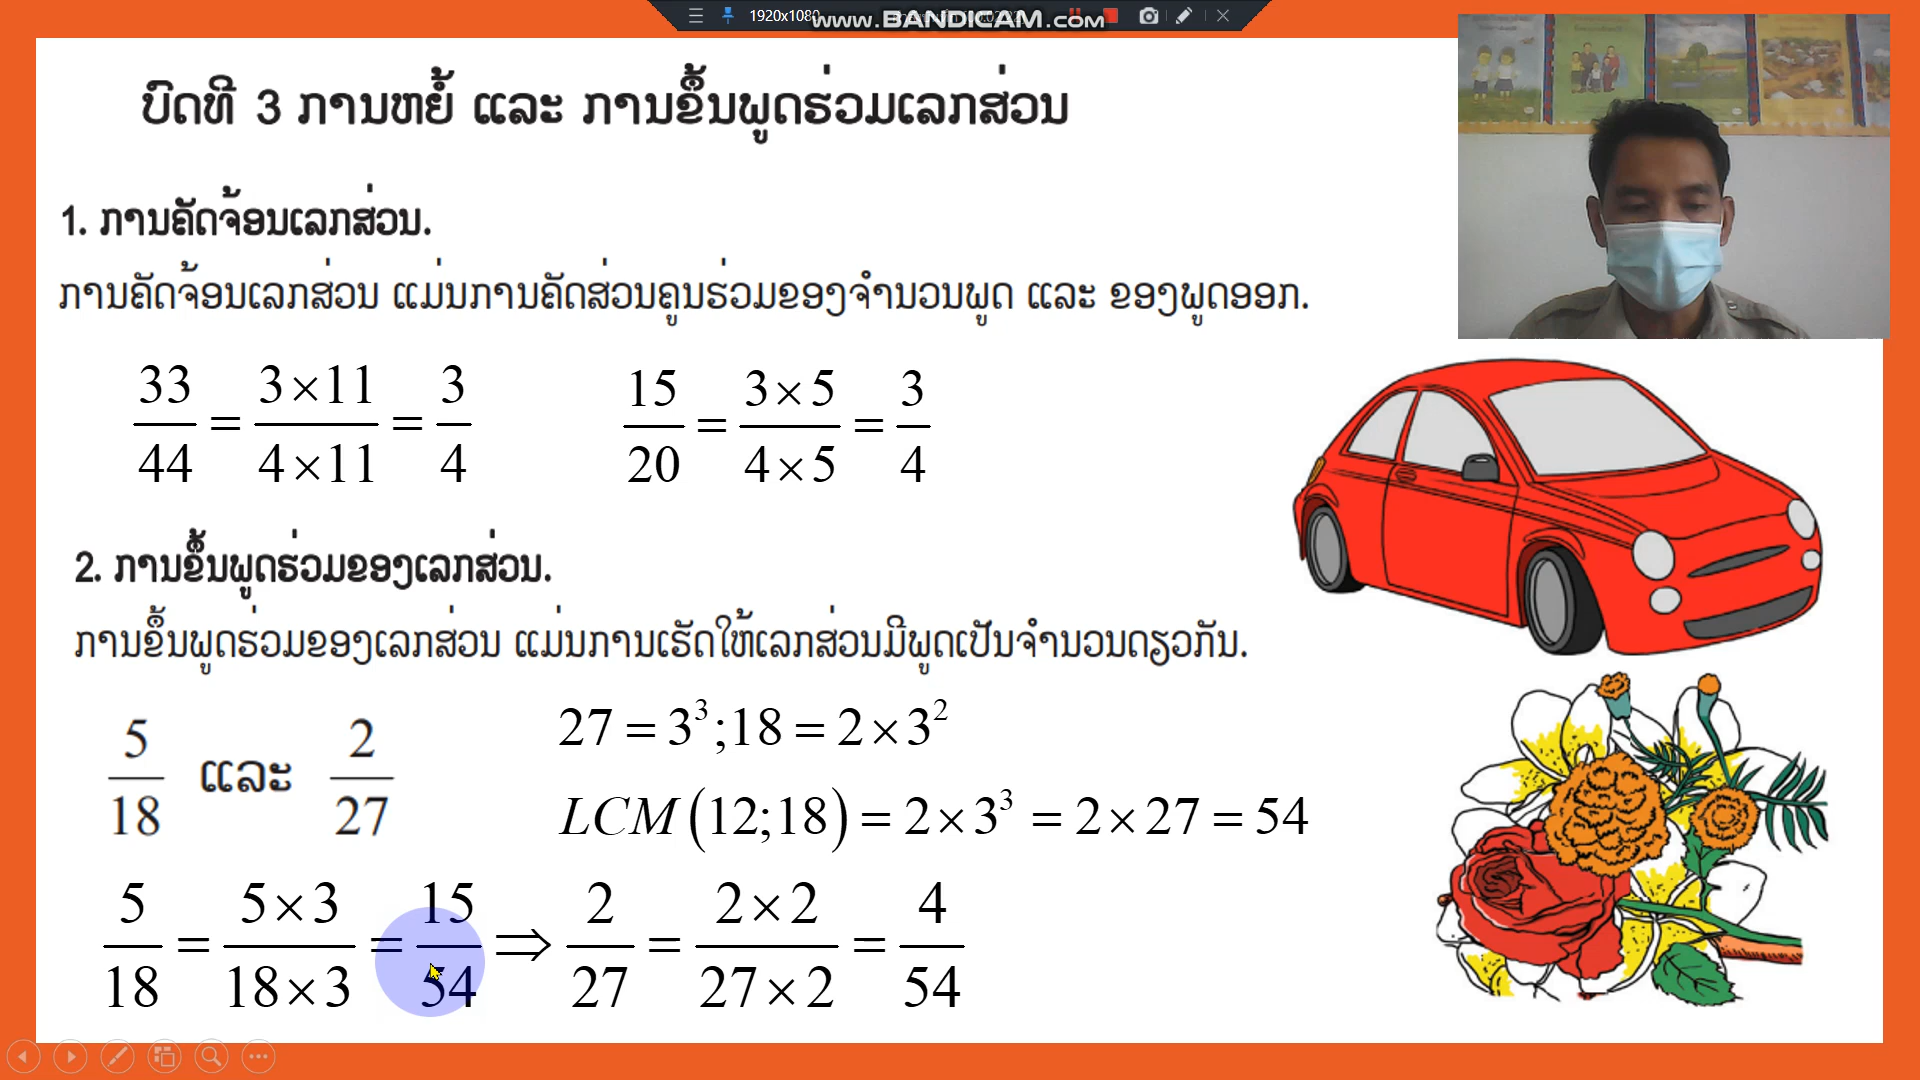 1920x1080
www.BANDICAM.com
ບົດທີ 3 ການຫຍໍ້ ແລະ ການຂຶ້ນພູດຮ່ວມເລກສ່ວນ
1. ການຄັດຈ້ອນເລກສ່ວນ.
ການຄັດຈ້ອນເລກສ່ວນ ແມ່ນການຄັດສ່ວນຄູນຮ່ວມຂອງຈຳນວນພູດ ແລະ ຂອງພູດອອກ.
33/44 = (3×11)/(4×11) = 3/4    15/20 = (3×5)/(4×5) = 3/4
2. ການຂຶ້ນພູດຮ່ວມຂອງເລກສ່ວນ.
ການຂຶ້ນພູດຮ່ວມຂອງເລກສ່ວນ ແມ່ນການເຮັດໃຫ້ເລກສ່ວນມີພູດເປັນຈຳນວນດຽວກັນ.
5/18 ແລະ 2/27
27 = 3³;18 = 2×3²
LCM(12;18) = 2×3³ = 2×27 = 54
5/18 = (5×3)/(18×3) = 15/54 ⇒ 2/27 = (2×2)/(27×2) = 4/54